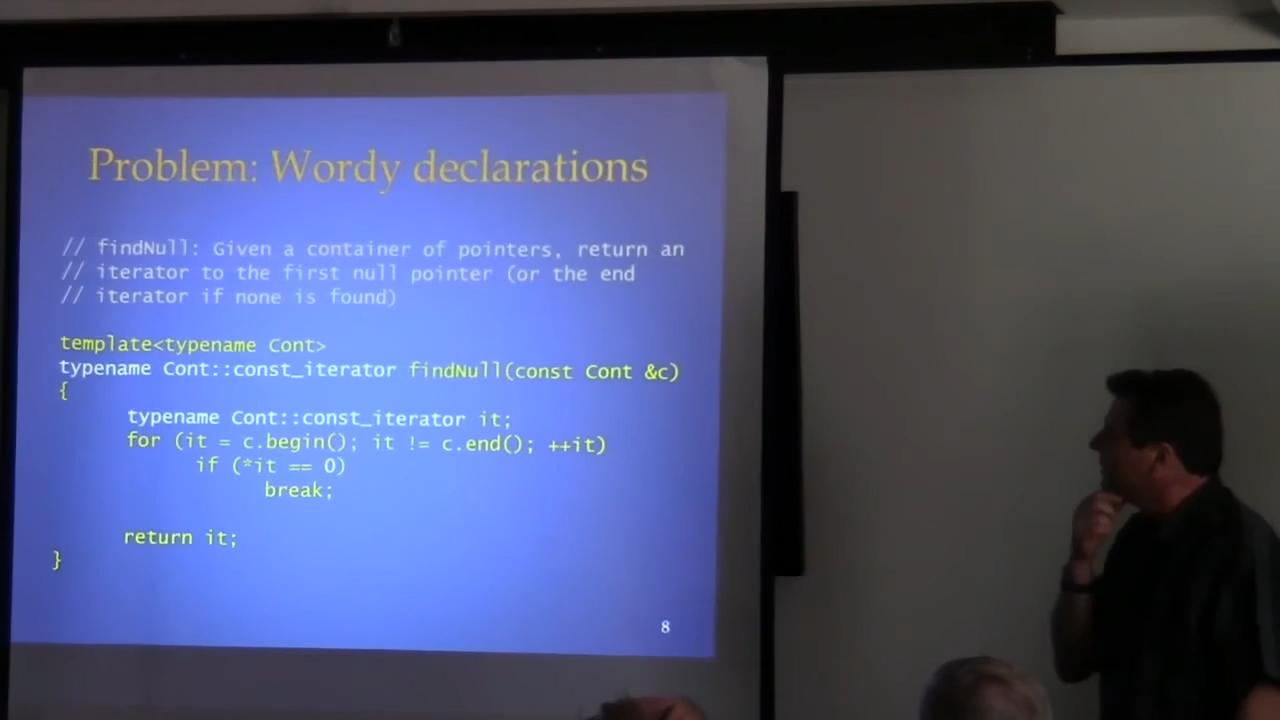 Problem: Wordy declarations
// findNull: Given a container of pointers, return an
// iterator to the first null pointer (or the end
// iterator if none is found)
template<typename Cont>
typename Cont::const_iterator findNull(const Cont &c)
{
typename Cont::const_iterator it;
for (it = c.begin(); it != c.end(); ++it)
if (*it == 0)
break;
return it;
}
8